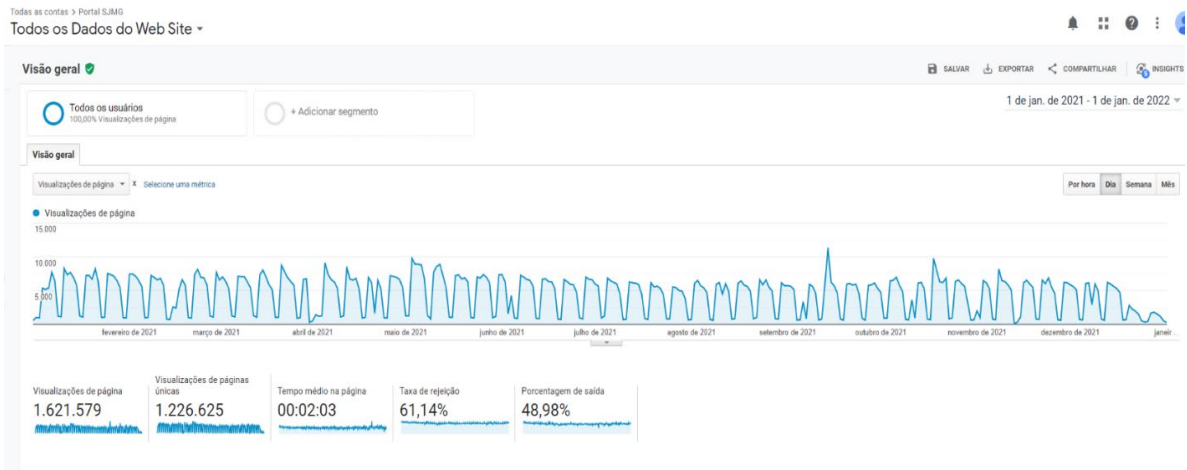 Todas as contas > Portal SJMG
Todos os Dados do Web Site
Visão geral
SALVAR EXPORTAR COMPARTILHAR INSIGHTS
Todos os usuários
100,00% Visualizações de página
+ Adicionar segmento
1 de jan. de 2021 - 1 de jan. de 2022
Visão geral
Visualizações de página x Selecione uma métrica
Por hora Dia Semana Mês
Visualizações de página
15.000
10.000
5.000
fevereiro de 2021 março de 2021 abril de 2021 maio de 2021 junho de 2021 julho de 2021 agosto de 2021 setembro de 2021 outubro de 2021 novembro de 2021 dezembro de 2021 janeir...
Visualizações de página
1.621.579
Visualizações de páginas
únicas
1.226.625
Tempo médio na página
00:02:03
Taxa de rejeição
61,14%
Porcentagem de saída
48,98%